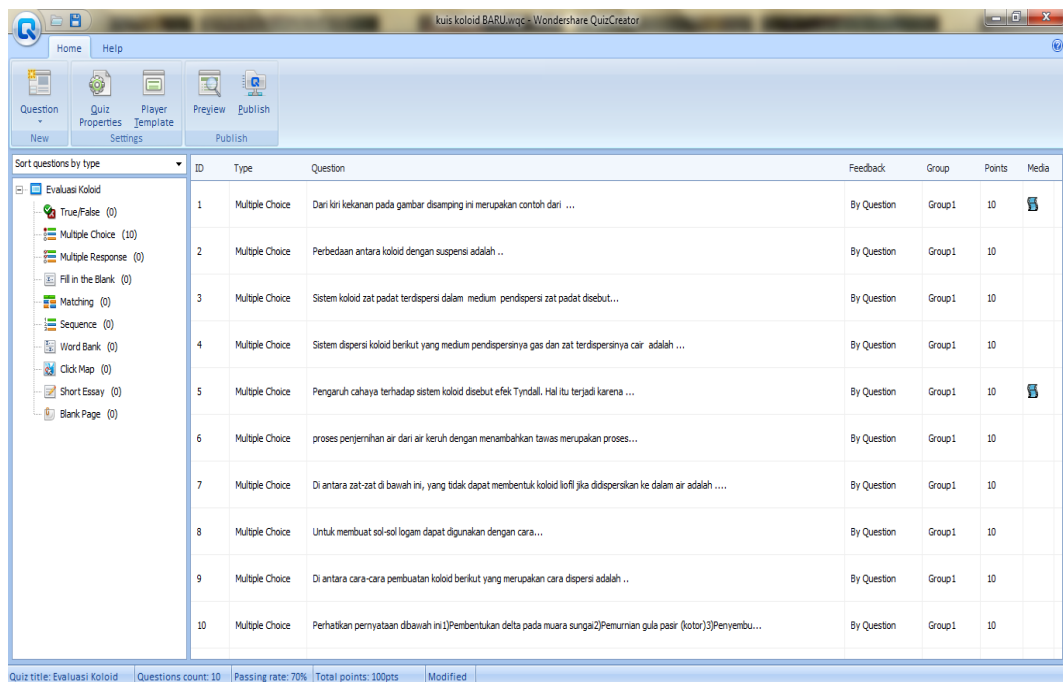 kuis koloid BARU.wqc - Wondershare QuizCreator
Home Help
Question Quiz Properties Player Template Preview Publish
New Settings Publish
Sort questions by type
Evaluasi Koloid
True/False (0)
Multiple Choice (10)
Multiple Response (0)
Fill in the Blank (0)
Matching (0)
Sequence (0)
Word Bank (0)
Click Map (0)
Short Essay (0)
Blank Page (0)
ID Type Question Feedback Group Points Media
1 Multiple Choice Dari kiri kekanan pada gambar disamping ini merupakan contoh dari ... By Question Group1 10
2 Multiple Choice Perbedaan antara koloid dengan suspensi adalah .. By Question Group1 10
3 Multiple Choice Sistem koloid zat padat terdispersi dalam medium pendispersi zat padat disebut... By Question Group1 10
4 Multiple Choice Sistem dispersi koloid berikut yang medium pendispersinya gas dan zat terdispersinya cair adalah ... By Question Group1 10
5 Multiple Choice Pengaruh cahaya terhadap sistem koloid disebut efek Tyndall. Hal itu terjadi karena ... By Question Group1 10
6 Multiple Choice proses penjernihan air dari air keruh dengan menambahkan tawas merupakan proses... By Question Group1 10
7 Multiple Choice Di antara zat-zat di bawah ini, yang tidak dapat membentuk koloid liofil jika didispersikan ke dalam air adalah .... By Question Group1 10
8 Multiple Choice Untuk membuat sol-sol logam dapat digunakan dengan cara... By Question Group1 10
9 Multiple Choice Di antara cara-cara pembuatan koloid berikut yang merupakan cara dispersi adalah .. By Question Group1 10
10 Multiple Choice Perhatikan pernyataan dibawah ini1)Pembentukan delta pada muara sungai2)Pemurnian gula pasir (kotor)3)Penyembu... By Question Group1 10
Quiz title: Evaluasi Koloid Questions count: 10 Passing rate: 70% Total points: 100pts Modified